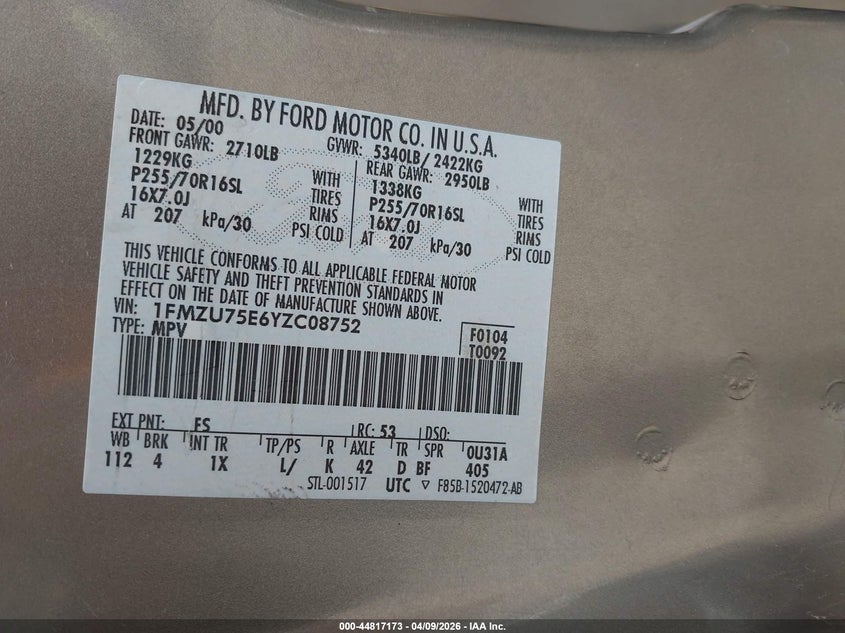 MFD. BY FORD MOTOR CO. IN U.S.A.
DATE: 05/00 GVWR: 5340LB/ 2422KG
FRONT GAWR: 2710LB REAR GAWR: 2950LB
1229KG WITH 1338KG WITH
P255/70R16SL TIRES P255/70R16SL TIRES
16X7.0J RIMS 16X7.0J RIMS
AT 207 kPa/30 PSI COLD AT 207 kPa/30 PSI COLD
THIS VEHICLE CONFORMS TO ALL APPLICABLE FEDERAL MOTOR
VEHICLE SAFETY AND THEFT PREVENTION STANDARDS IN
EFFECT ON THE DATE OF MANUFACTURE SHOWN ABOVE.
VIN: 1FMZU75E6YZC08752
TYPE: MPV
F0104
T0092
EXT PNT: FS RC: 53 DSO:
WB BRK INT TR TP/PS R AXLE TR SPR 0U31A
112 4 1X L/ K 42 D BF 405
STL-001517 UTC ▽ F85B-1520472-AB
000-44817173 - 04/09/2026 - IAA Inc.